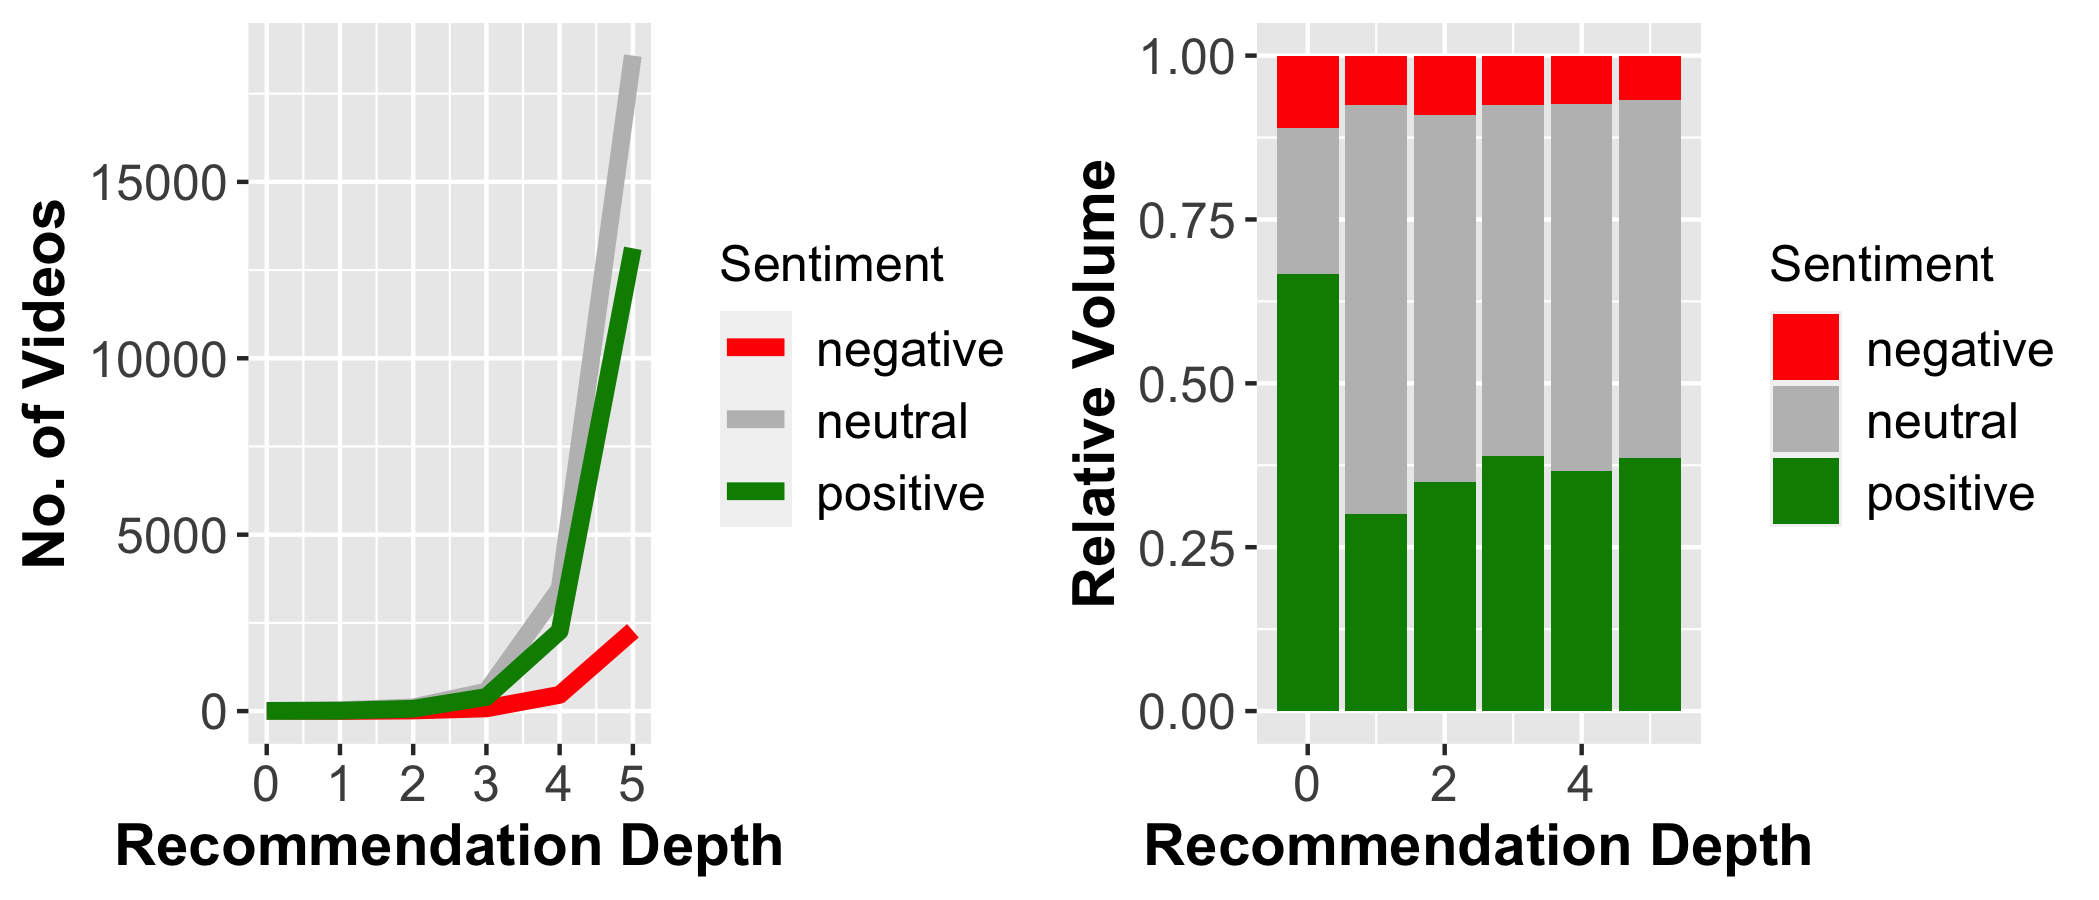 No. of Videos
15000
10000
5000
0
0 1 2 3 4 5
Recommendation Depth
Sentiment
negative
neutral
positive
Relative Volume
1.00
0.75
0.50
0.25
0.00
0 2 4
Recommendation Depth
Sentiment
negative
neutral
positive